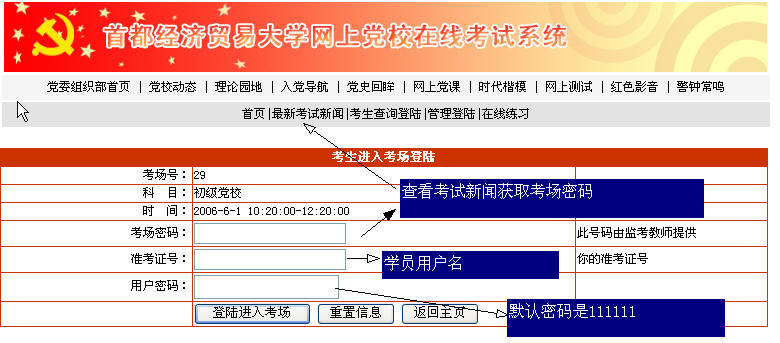 首都经济贸易大学网上党校在线考试系统
党委组织部首页 | 党校动态 | 理论园地 | 入党导航 | 党史回眸 | 网上党课 | 时代楷模 | 网上测试 | 红色影音 | 警钟常鸣
首页 |最新考试新闻|考生查询登陆|管理登陆|在线练习
考生进入考场登陆
考场号： 29
科　目： 初级党校
查看考试新闻获取考场密码
时　间： 2006-6-1 10:20:00-12:20:00
考场密码： 此号码由监考教师提供
准考证号： 学员用户名 你的准考证号
用户密码：
登陆进入考场 重置信息 返回主页 默认密码是111111